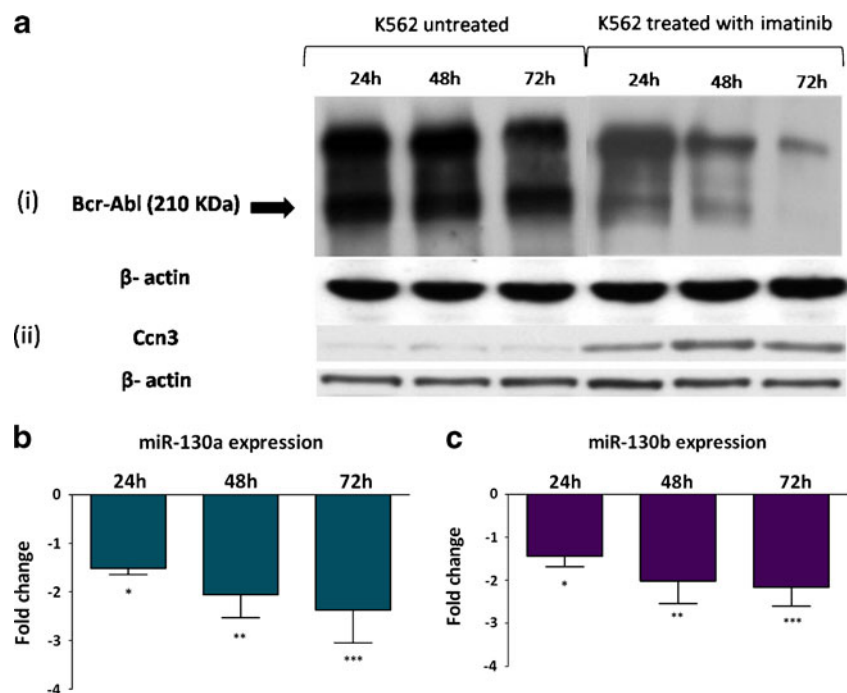 a
K562 untreated
K562 treated with imatinib
24h 48h 72h 24h 48h 72h
(i) Bcr-Abl (210 KDa)
β- actin
(ii) Ccn3
β- actin
b
miR-130a expression
24h 48h 72h
Fold change
0
-1
-2
-3
-4
* ** ***
c
miR-130b expression
24h 48h 72h
Fold change
0
-1
-2
-3
-4
* ** ***